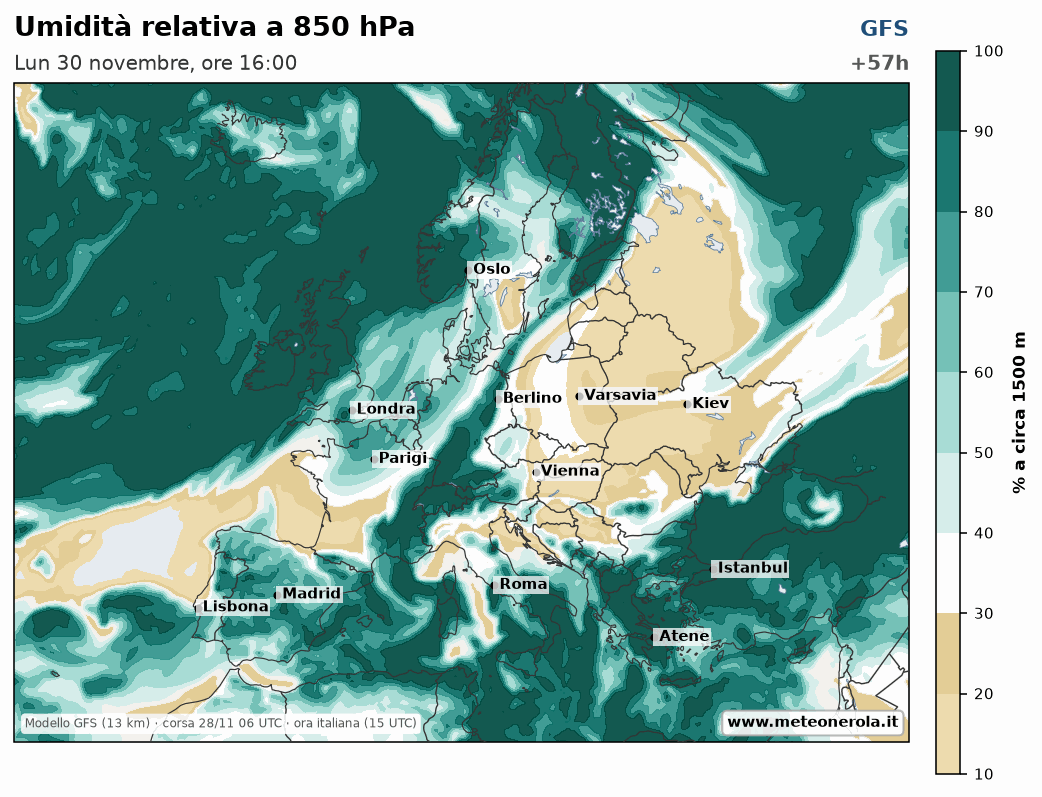 Umidità relativa a 850 hPa
GFS
Lun 30 novembre, ore 16:00
+57h
100
90
80
70
60
50
40
30
20
10
% a circa 1500 m
Oslo
Berlino
Varsavia
Kiev
Londra
Parigi
Vienna
Istanbul
Roma
Madrid
Lisbona
Atene
Modello GFS (13 km) · corsa 28/11 06 UTC · ora italiana (15 UTC)
www.meteonerola.it